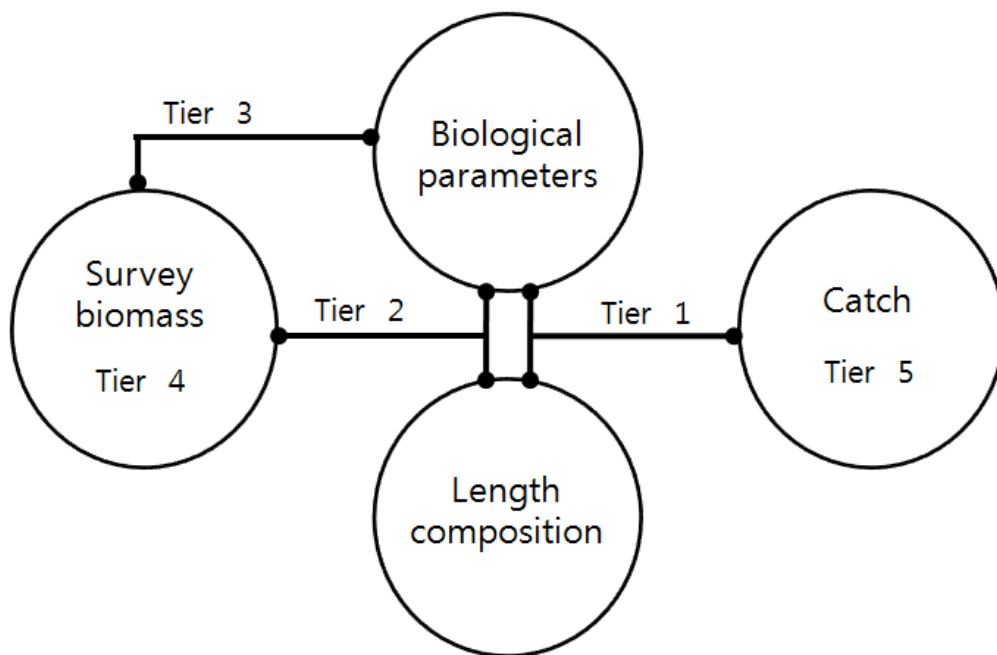 Tier 3
Biological
parameters
Survey
biomass
Tier 4
Tier 2
Tier 1
Catch
Tier 5
Length
composition